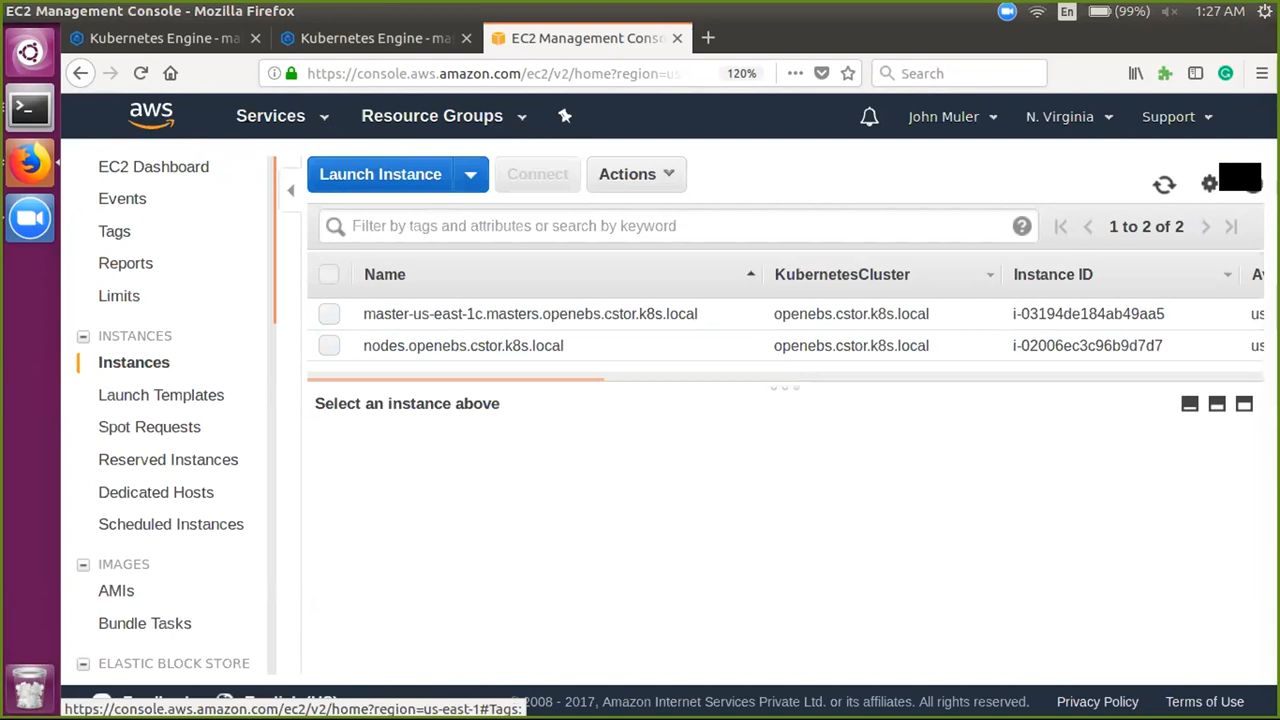 EC2 Management Console - Mozilla Firefox
En
(99%)
1:27 AM
Kubernetes Engine - ma
Kubernetes Engine - ma
EC2 Management Conso
https://console.aws.amazon.com/ec2/v2/home?region=us
120%
Search
aws
Services
Resource Groups
John Muler
N. Virginia
Support
EC2 Dashboard
Events
Tags
Reports
Limits
INSTANCES
Instances
Launch Templates
Spot Requests
Reserved Instances
Dedicated Hosts
Scheduled Instances
IMAGES
AMIs
Bundle Tasks
ELASTIC BLOCK STORE
Launch Instance
Connect
Actions
Filter by tags and attributes or search by keyword
1 to 2 of 2
Name
KubernetesCluster
Instance ID
A
master-us-east-1c.masters.openebs.cstor.k8s.local
openebs.cstor.k8s.local
i-03194de184ab49aa5
us
nodes.openebs.cstor.k8s.local
openebs.cstor.k8s.local
i-02006ec3c96b9d7d7
us
Select an instance above
© 2008 - 2017, Amazon Internet Services Private Ltd. or its affiliates. All rights reserved.
Privacy Policy
Terms of Use
https://console.aws.amazon.com/ec2/v2/home?region=us-east-1#Tags: